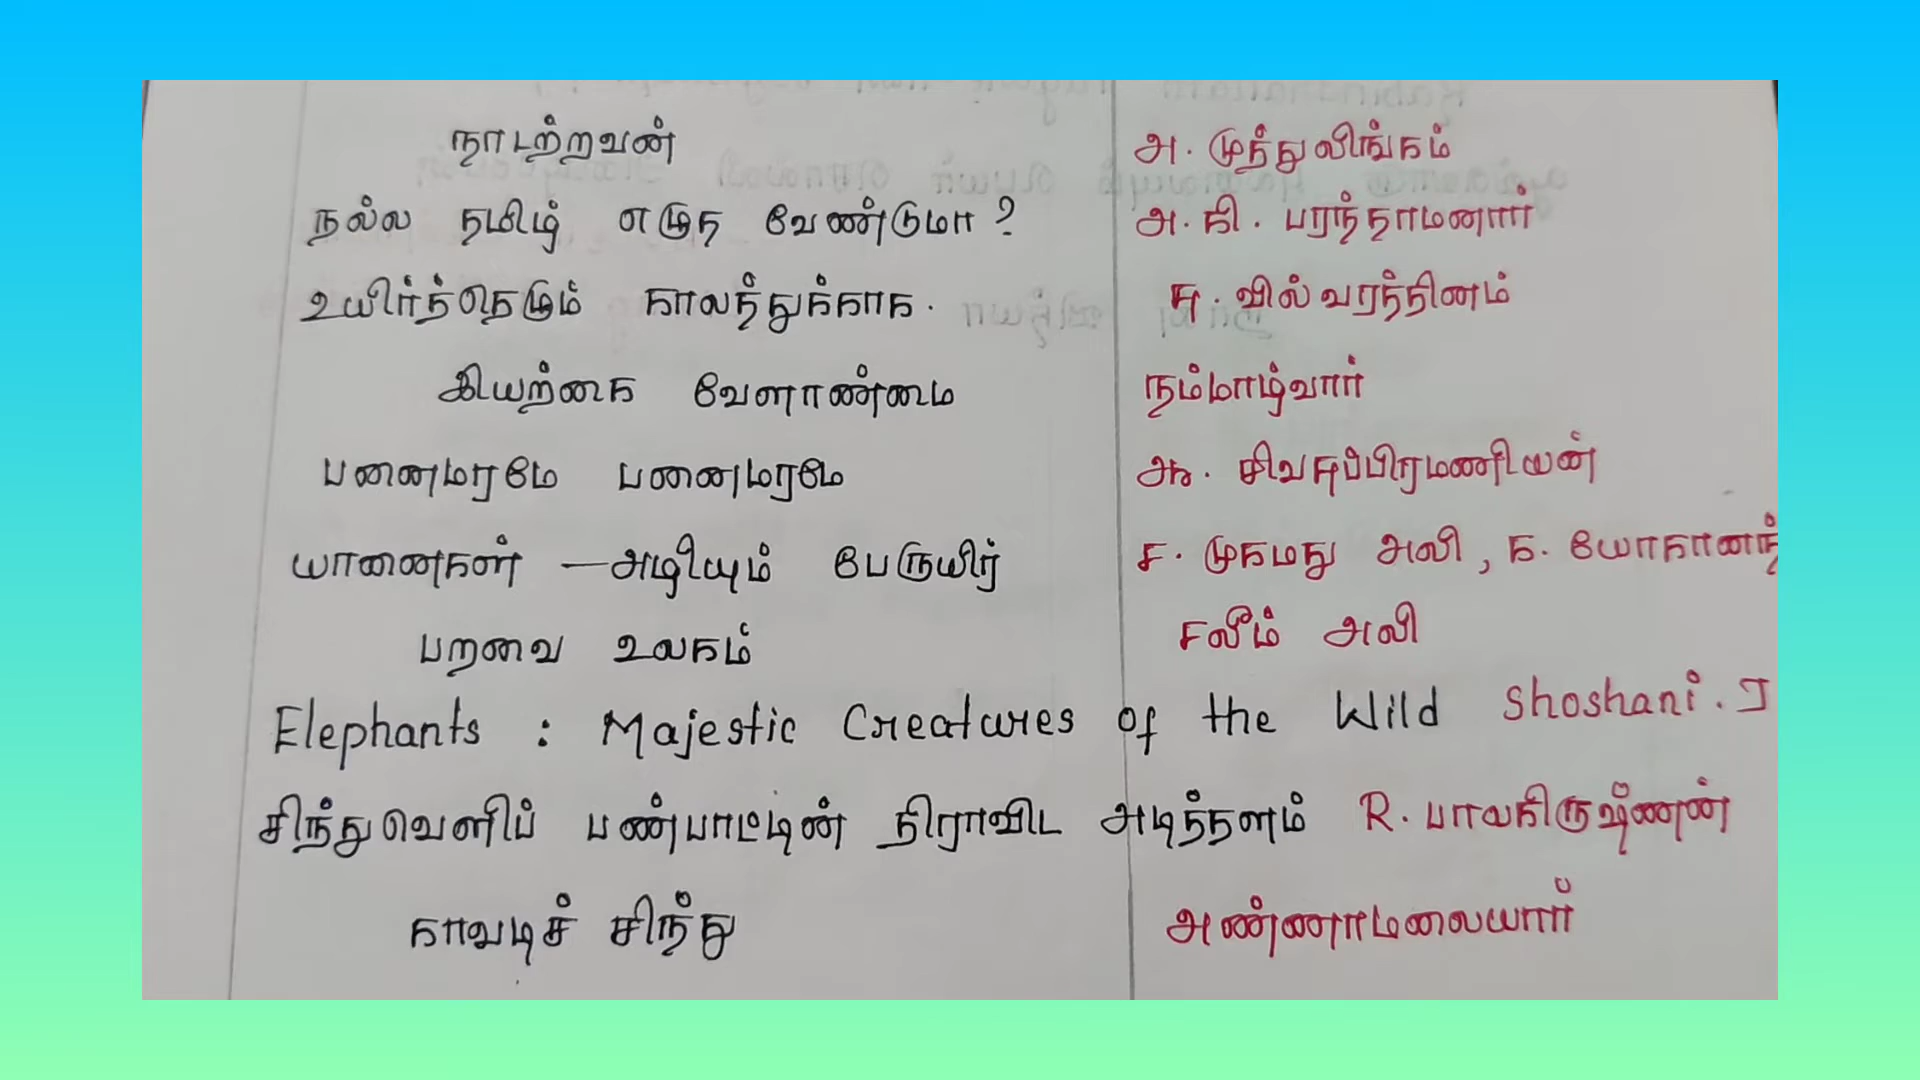 நாடற்றவன் அ. முத்துலிங்கம்
நல்ல தமிழ் எழுத வேண்டுமா? அ. கி. பரந்தாமனார்
உயிர்த்தெழும் காலத்துக்காக. சு. வில்வரத்தினம்
இயற்கை வேளாண்மை நம்மாழ்வார்
பனைமரமே பனைமரமே ஆ. சிவசுப்பிரமணியன்
யானைகள் – அழியும் பேருயிர் ச. முகமது அலி, க. யோகானந்
பறவை உலகம் சலீம் அலி
Elephants : Majestic Creatures of the Wild Shoshani. J
சிந்துவெளிப் பண்பாட்டின் திராவிட அடித்தளம் R. பாலகிருஷ்ணன்
காவடிச் சிந்து அண்ணாமலையார்